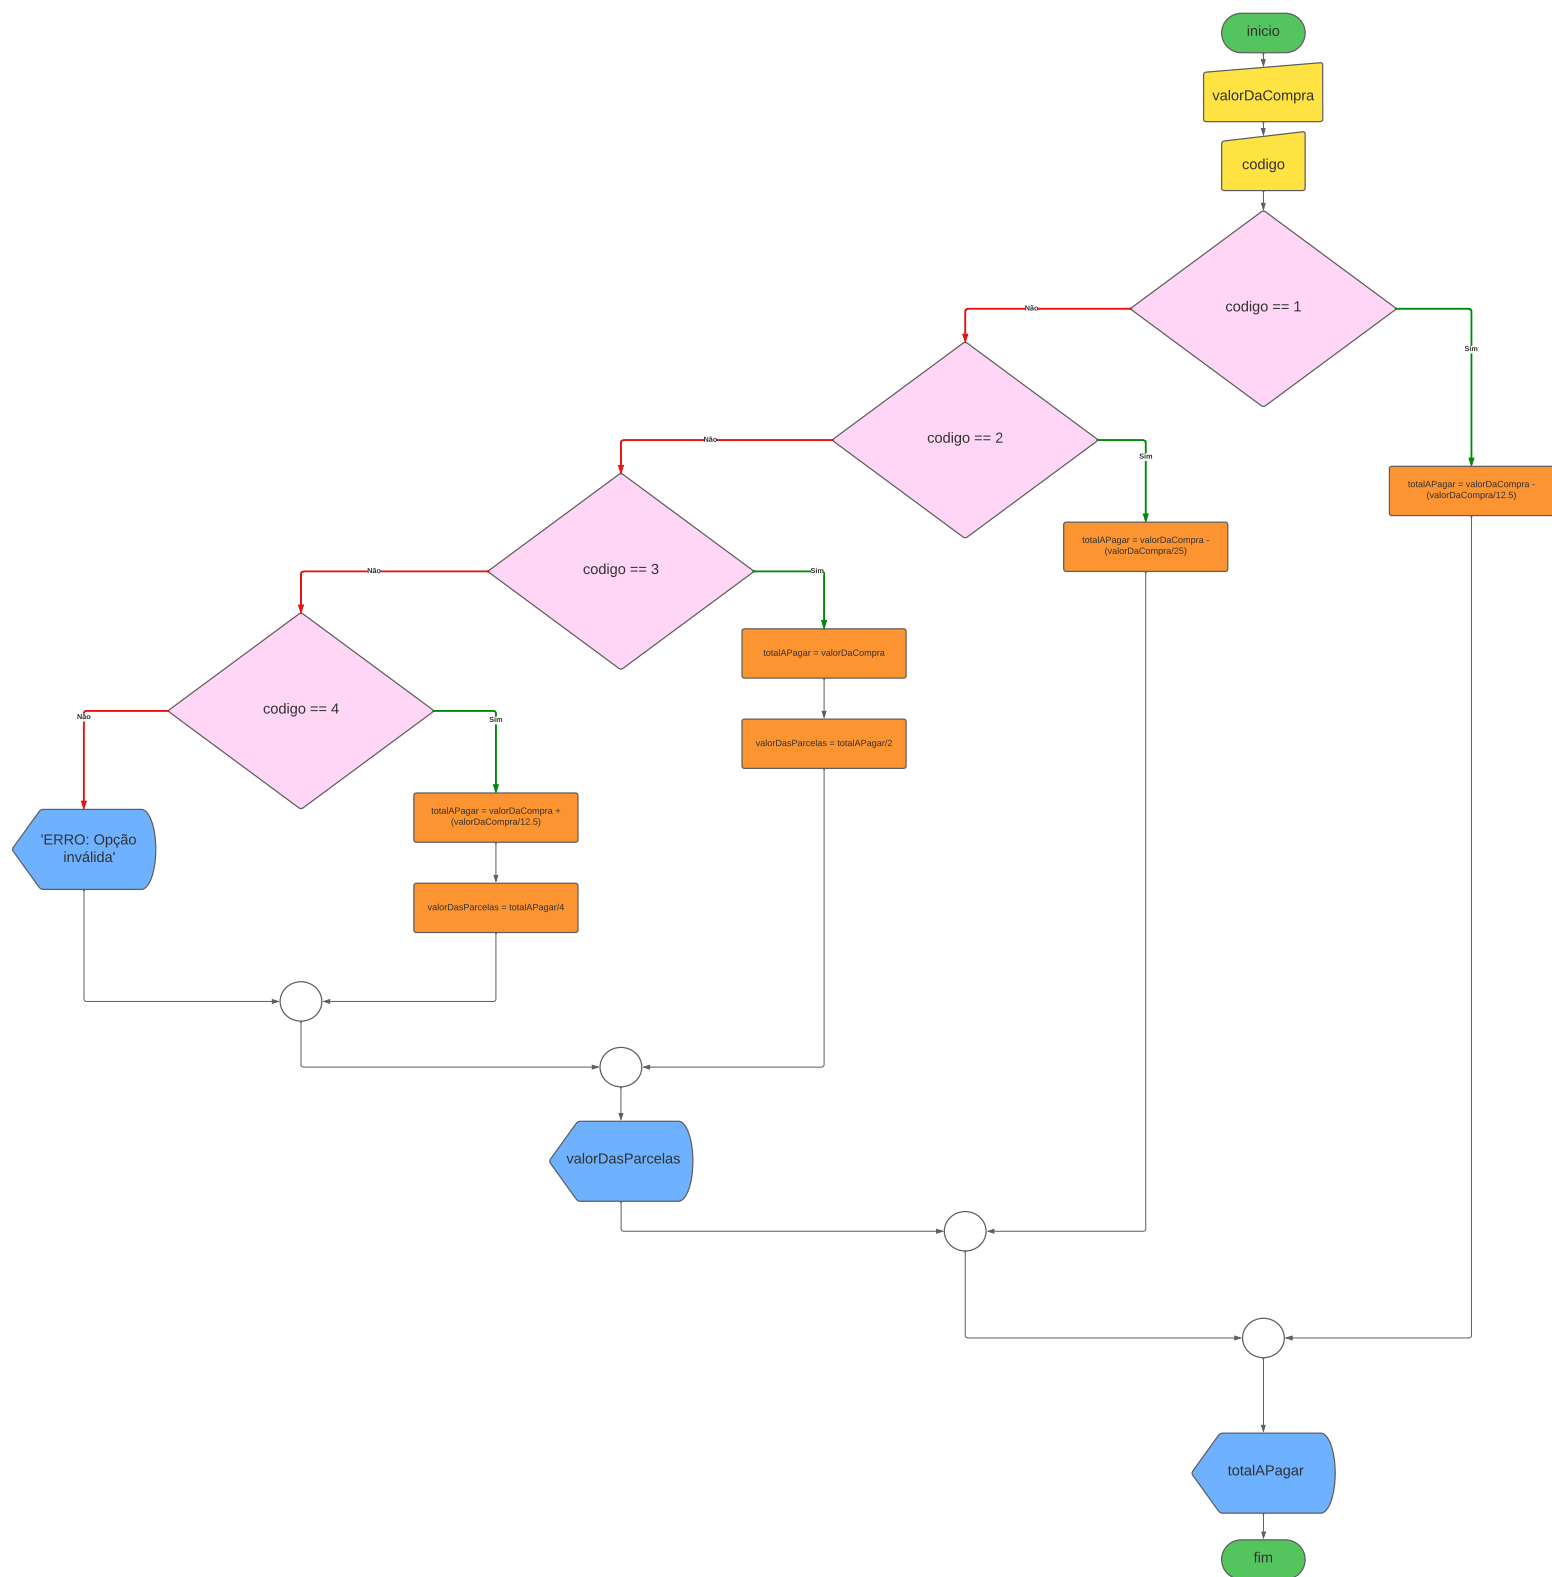 inicio
valorDaCompra
codigo
codigo == 1
Não
Sim
codigo == 2
Não
Sim
totalAPagar = valorDaCompra -
(valorDaCompra/12.5)
totalAPagar = valorDaCompra -
(valorDaCompra/25)
codigo == 3
Não
Sim
totalAPagar = valorDaCompra
valorDasParcelas = totalAPagar/2
codigo == 4
Não
Sim
totalAPagar = valorDaCompra +
(valorDaCompra/12.5)
valorDasParcelas = totalAPagar/4
'ERRO: Opção
inválida'
valorDasParcelas
totalAPagar
fim